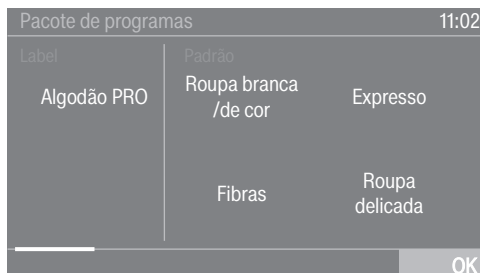 Pacote de programas 11:02
Label Padrão
Algodão PRO
Roupa branca
/de cor
Expresso
Fibras
Roupa
delicada
OK